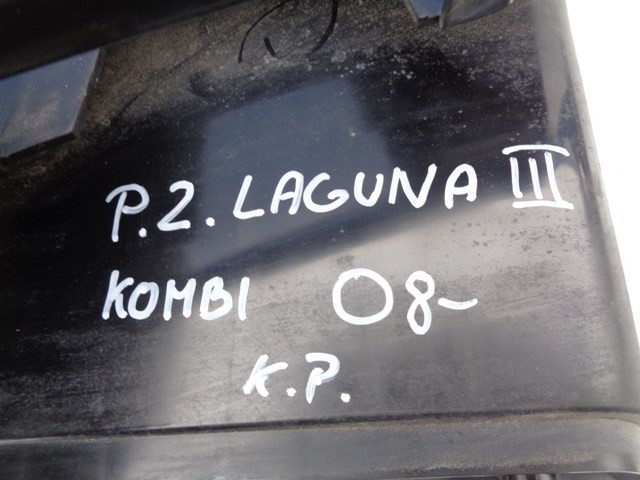 P.Z. LAGUNA III
KOMBI 08-
K.P.